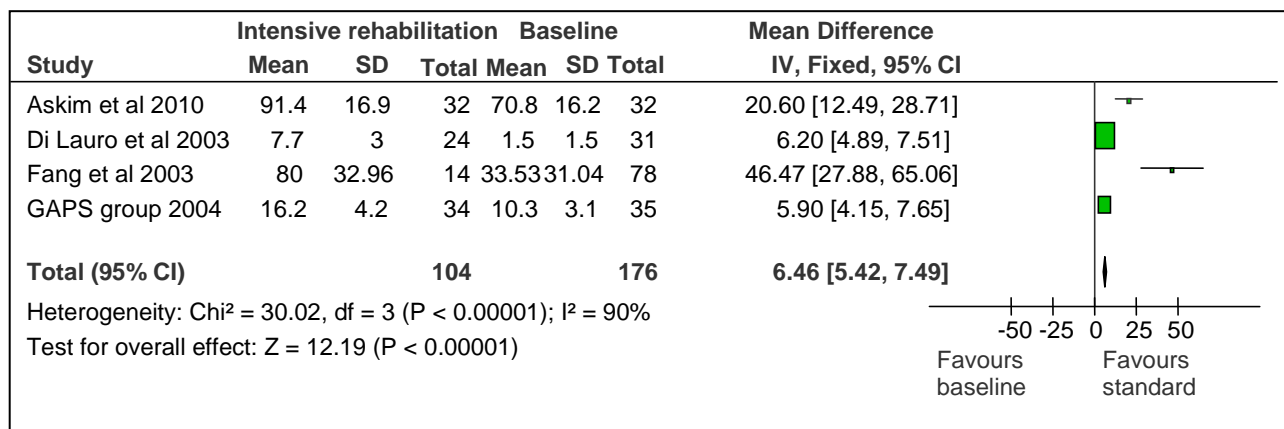 Intensive rehabilitation Baseline Mean Difference
Study Mean SD Total Mean SD Total IV, Fixed, 95% CI
Askim et al 2010 91.4 16.9 32 70.8 16.2 32 20.60 [12.49, 28.71]
Di Lauro et al 2003 7.7 3 24 1.5 1.5 31 6.20 [4.89, 7.51]
Fang et al 2003 80 32.96 14 33.53 31.04 78 46.47 [27.88, 65.06]
GAPS group 2004 16.2 4.2 34 10.3 3.1 35 5.90 [4.15, 7.65]
Total (95% CI) 104 176 6.46 [5.42, 7.49]
Heterogeneity: Chi² = 30.02, df = 3 (P < 0.00001); I² = 90%
Test for overall effect: Z = 12.19 (P < 0.00001)
-50 -25 0 25 50
Favours baseline
Favours standard